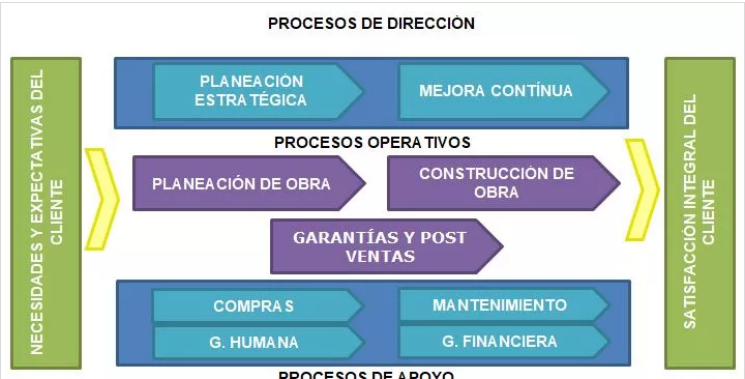 PROCESOS DE DIRECCIÓN
PLANEACIÓN
ESTRATÉGICA
MEJORA CONTÍNUA
NECESIDADES Y EXPECTATIVAS DEL
CLIENTE
PROCESOS OPERATIVOS
PLANEACIÓN DE OBRA
CONSTRUCCIÓN DE
OBRA
GARANTÍAS Y POST
VENTAS
SATISFACCIÓN INTEGRAL DEL
CLIENTE
COMPRAS
MANTENIMIENTO
G. HUMANA
G. FINANCIERA
PROCESOS DE APOYO